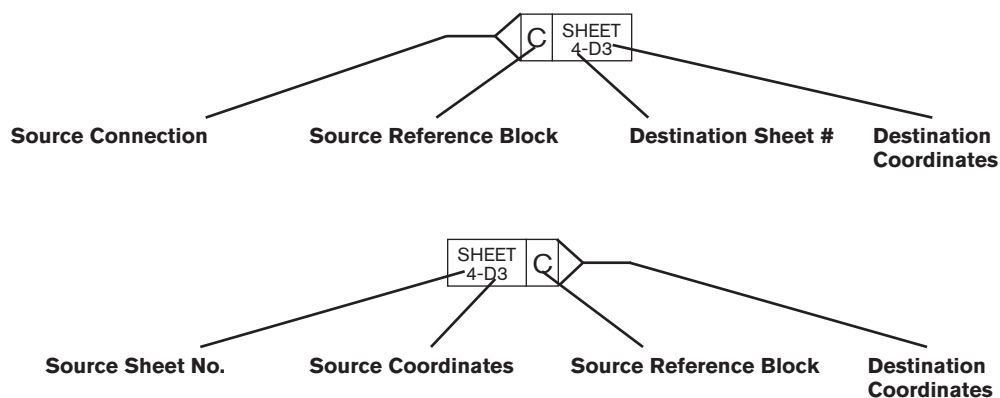 C SHEET
4-D3
Source Connection Source Reference Block Destination Sheet # Destination
Coordinates
SHEET C
4-D3
Source Sheet No. Source Coordinates Source Reference Block Destination
Coordinates